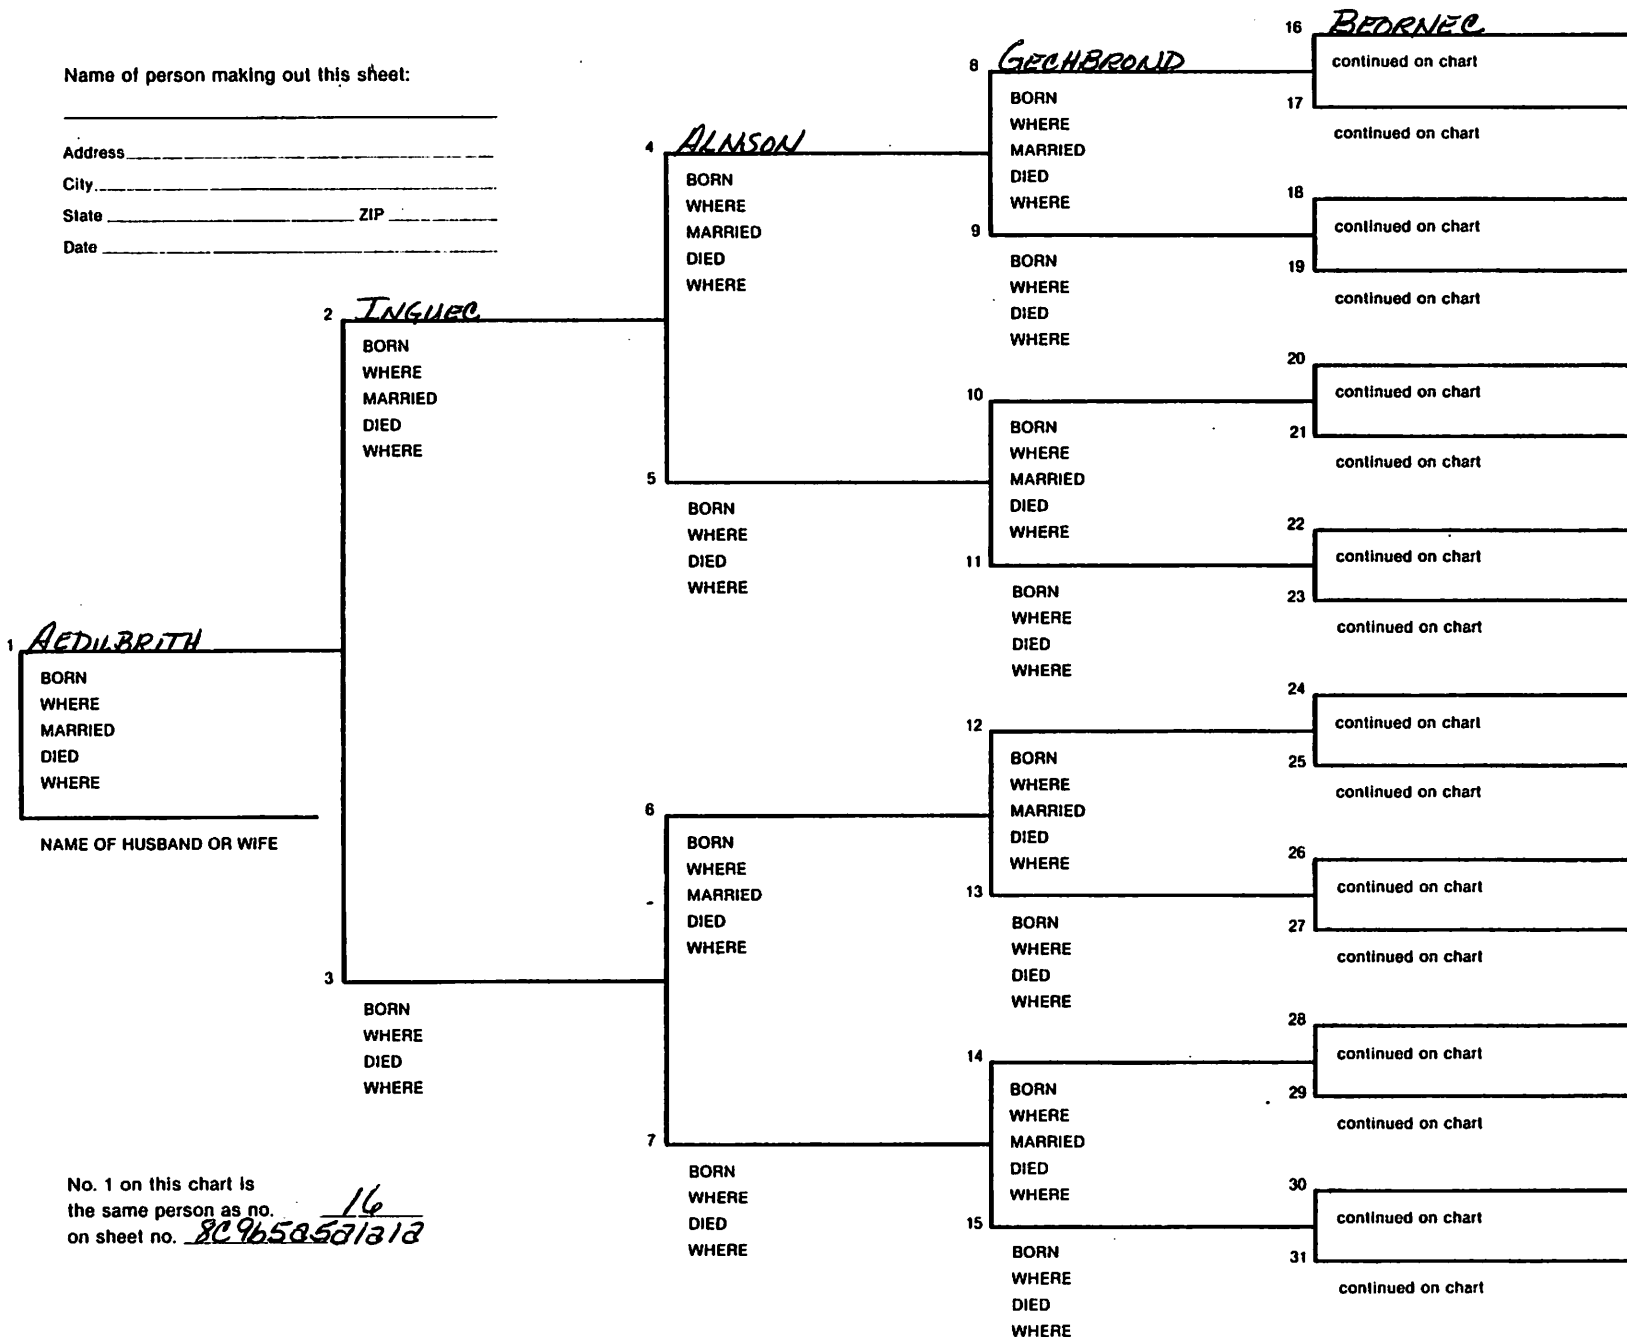 Name of person making out this sheet:
Address
City
State ZIP
Date
1 AEDILBRITH
BORN
WHERE
MARRIED
DIED
WHERE
NAME OF HUSBAND OR WIFE
2 INGUEC
BORN
WHERE
MARRIED
DIED
WHERE
3
BORN
WHERE
DIED
WHERE
4 ALNSON
BORN
WHERE
MARRIED
DIED
WHERE
5
BORN
WHERE
DIED
WHERE
6
BORN
WHERE
MARRIED
DIED
WHERE
7
BORN
WHERE
DIED
WHERE
8 GECHBROND
BORN
WHERE
MARRIED
DIED
WHERE
9
BORN
WHERE
DIED
WHERE
10
BORN
WHERE
MARRIED
DIED
WHERE
11
BORN
WHERE
DIED
WHERE
12
BORN
WHERE
MARRIED
DIED
WHERE
13
BORN
WHERE
DIED
WHERE
14
BORN
WHERE
MARRIED
DIED
WHERE
15
BORN
WHERE
DIED
WHERE
16 BEORNEC
continued on chart
17
continued on chart
18
continued on chart
19
continued on chart
20
continued on chart
21
continued on chart
22
continued on chart
23
continued on chart
24
continued on chart
25
continued on chart
26
continued on chart
27
continued on chart
28
continued on chart
29
continued on chart
30
continued on chart
31
continued on chart
No. 1 on this chart is
the same person as no. 16
on sheet no. 8C9b5a5a1a1a